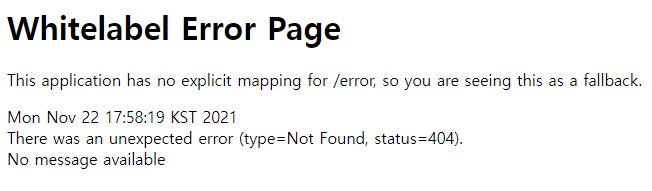 Whitelabel Error Page
This application has no explicit mapping for /error, so you are seeing this as a fallback.
Mon Nov 22 17:58:19 KST 2021
There was an unexpected error (type=Not Found, status=404).
No message available